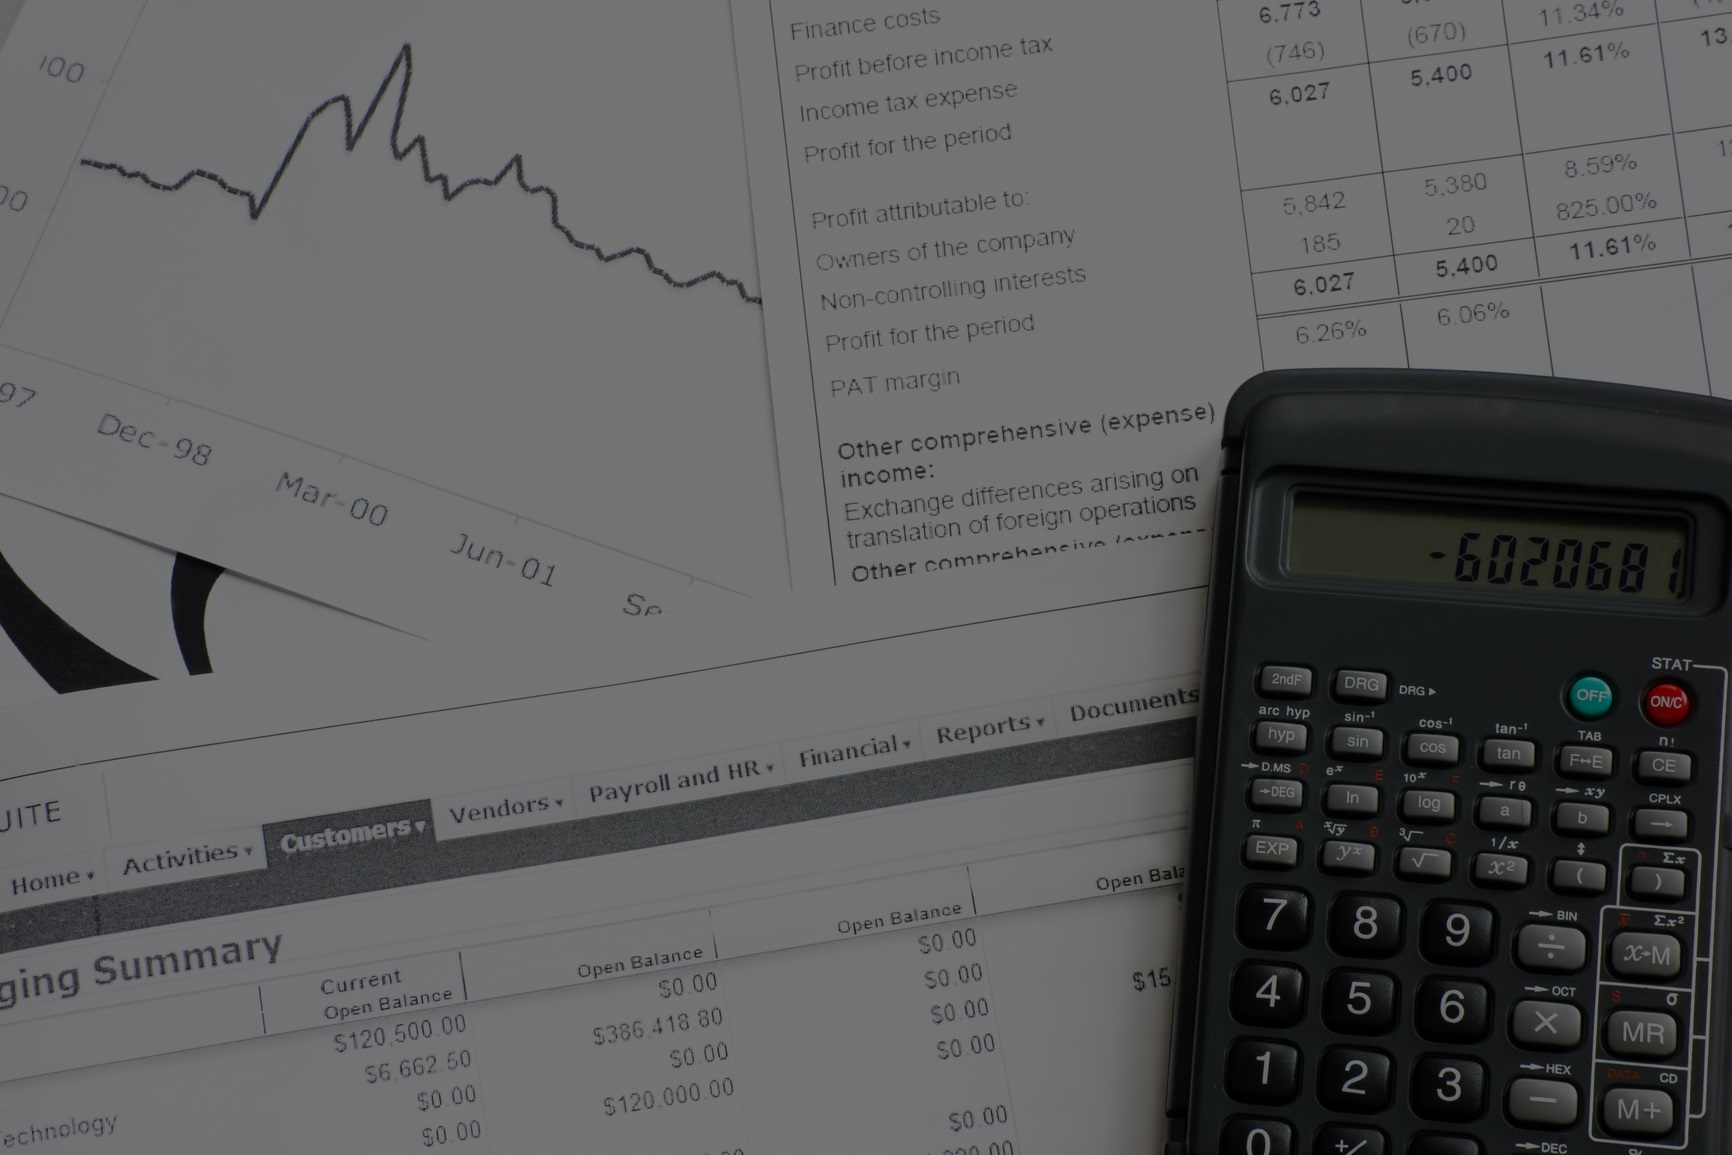 100
00
97
Dec-98
Mar-00
Jun-01
Finance costs
Profit before income tax
Income tax expense
Profit for the period
Profit attributable to:
Owners of the company
Non-controlling interests
Profit for the period
PAT margin
Other comprehensive (expense)
income:
Exchange differences arising on
translation of foreign operations
Other comprehensive
6.773 11.34%
(746) (670) 11.61% 13
6,027 5,400
5,842 5,380 8.59%
185 20 825.00%
6,027 5,400 11.61%
6.26% 6.06%
UITE
Home Activities Customers Vendors Payroll and HR Financial Reports Documents
ging Summary
Current
Open Balance Open Balance Open Balance Open Bala
$120,500.00 $0.00 $0.00
$6,662.50 $386,418.80 $0.00 $15
$0.00 $0.00 $0.00
echnology $0.00 $120,000.00 $0.00
$0.00
-6020681
STAT
2ndF DRG DRG► OFF ON/C
arc hyp sin⁻¹ cos⁻¹ tan⁻¹ TAB n!
hyp sin cos tan F↔E CE
→D.MS D eˣ E 10ˣ F →rθ →xy CPLX
→DEG ln log a b →
π A ˣ√y B ³√ C 1/x
EXP yˣ √ x² ( )
n Σx
→BIN x̄ Σx²
7 8 9 ÷ x→M
→OCT S σ
4 5 6 × MR
→HEX DATA CD
1 2 3 − M+
→DEC
0 +/